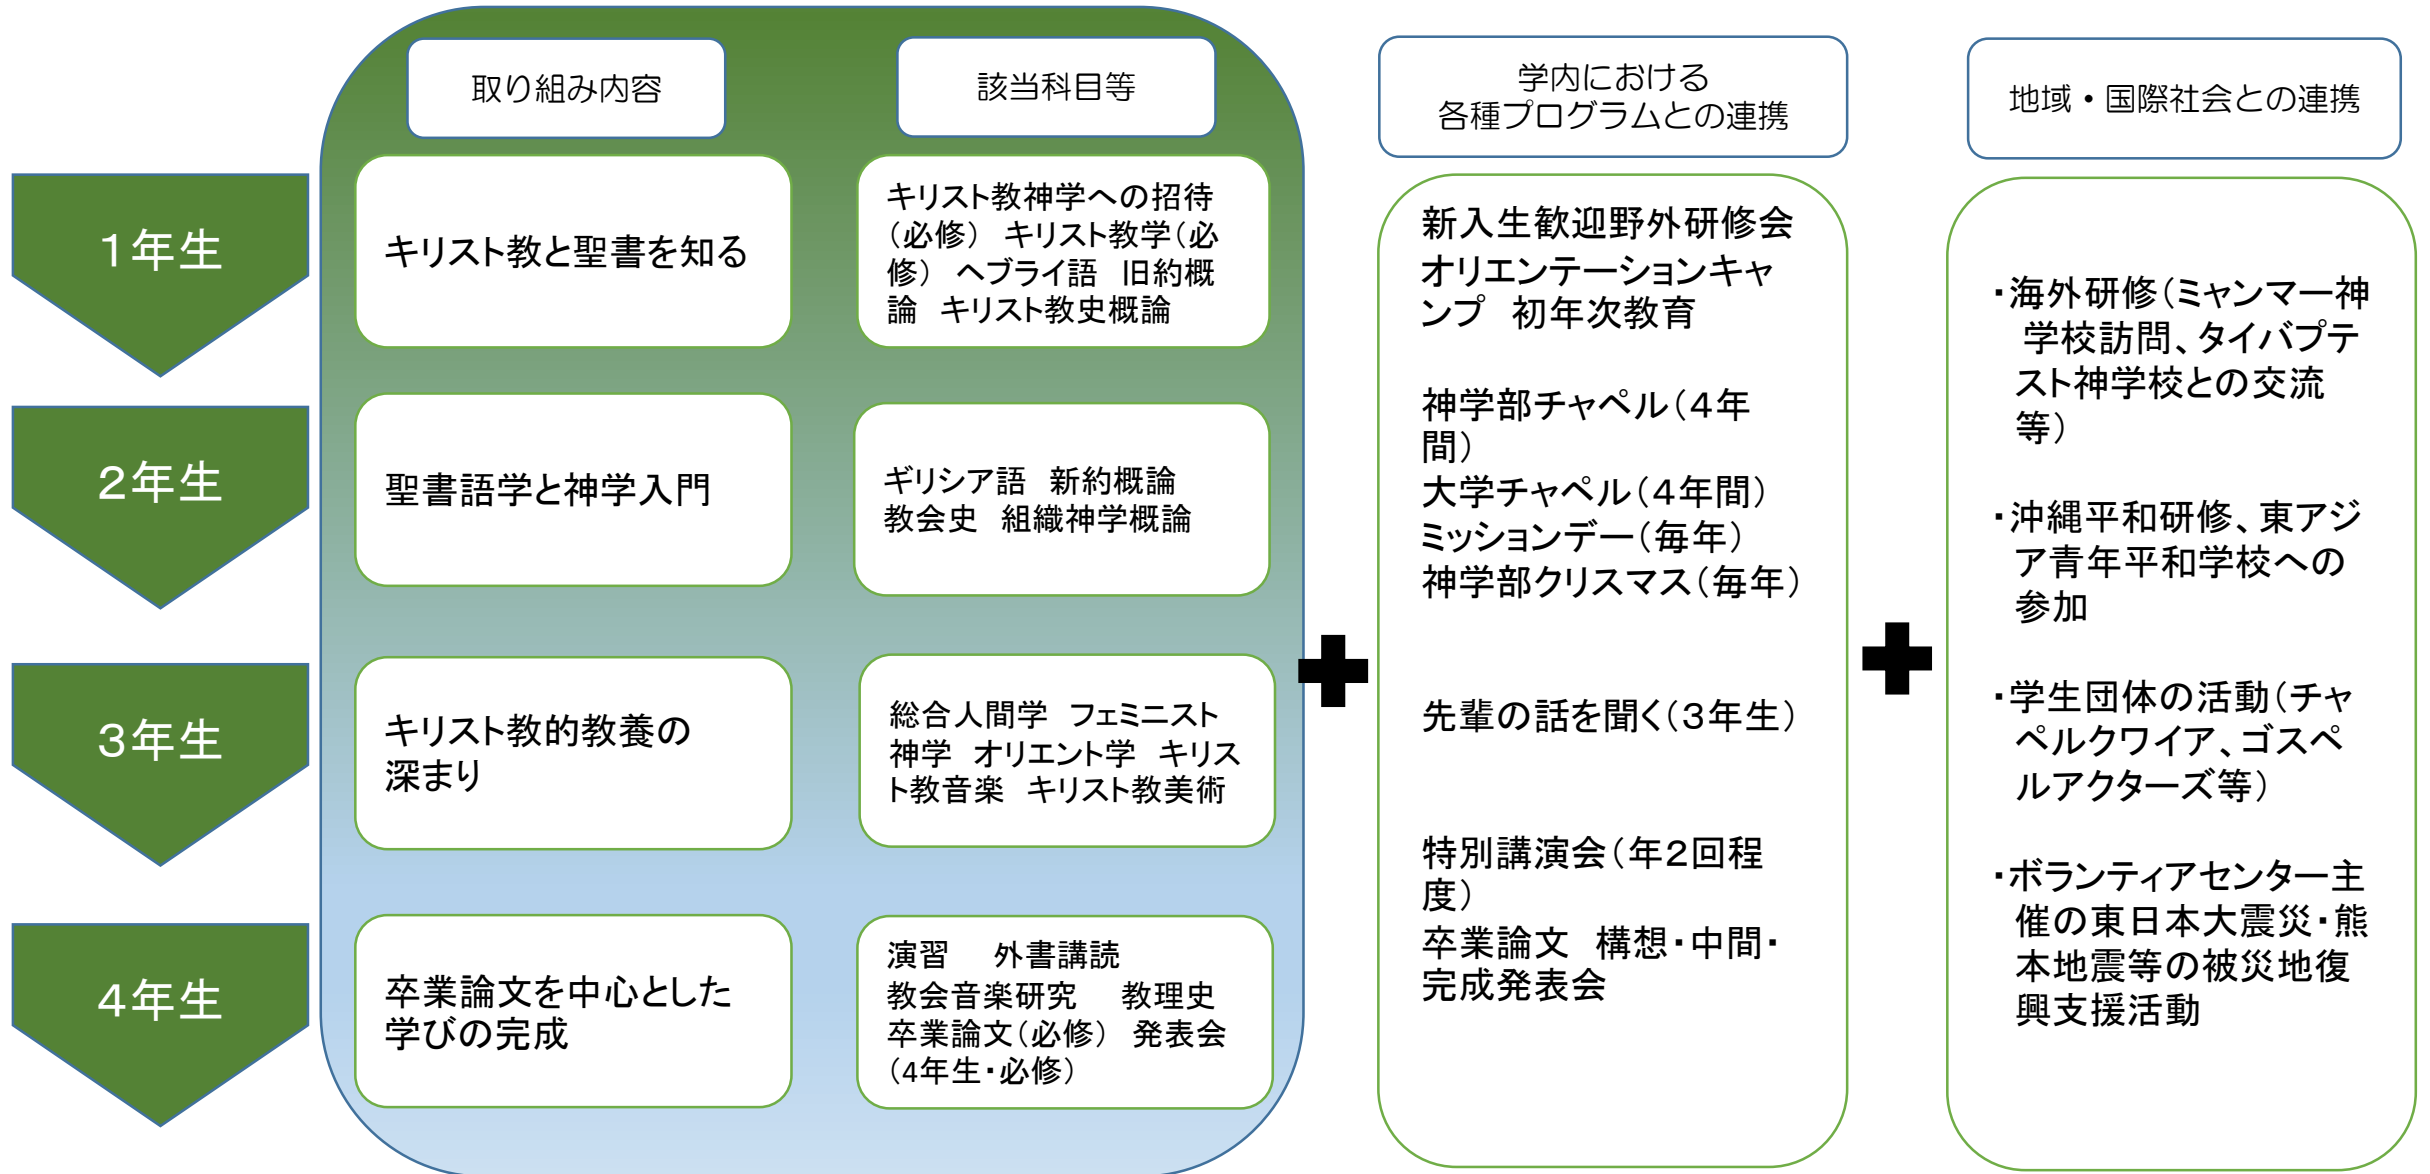 取り組み内容
該当科目等
学内における
各種プログラムとの連携
地域・国際社会との連携
1年生
キリスト教と聖書を知る
キリスト教神学への招待
(必修) キリスト教学(必
修) ヘブライ語 旧約概
論 キリスト教史概論
2年生
聖書語学と神学入門
ギリシア語 新約概論
教会史 組織神学概論
3年生
キリスト教的教養の
深まり
総合人間学 フェミニスト
神学 オリエント学 キリス
ト教音楽 キリスト教美術
4年生
卒業論文を中心とした
学びの完成
演習 外書講読
教会音楽研究 教理史
卒業論文(必修) 発表会
(4年生・必修)
新入生歓迎野外研修会
オリエンテーションキャ
ンプ 初年次教育
神学部チャペル(4年
間)
大学チャペル(4年間)
ミッションデー(毎年)
神学部クリスマス(毎年)
先輩の話を聞く(3年生)
特別講演会(年2回程
度)
卒業論文 構想・中間・
完成発表会
・海外研修(ミャンマー神
学校訪問、タイバプテ
スト神学校との交流
等)
・沖縄平和研修、東アジ
ア青年平和学校への
参加
・学生団体の活動(チャ
ペルクワイア、ゴスペ
ルアクターズ等)
・ボランティアセンター主
催の東日本大震災・熊
本地震等の被災地復
興支援活動